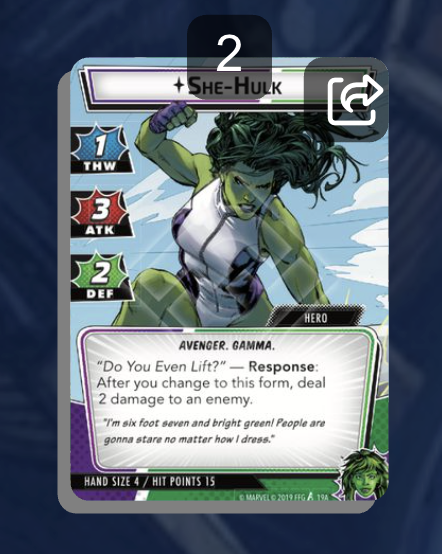 2
She-Hulk
1
THW
3
ATK
2
DEF
HERO
AVENGER. GAMMA.
"Do You Even Lift?" — Response:
After you change to this form, deal
2 damage to an enemy.
"I'm six foot seven and bright green! People are
gonna stare no matter how I dress."
HAND SIZE 4 / HIT POINTS 15
© MARVEL © 2019 FFG 19A